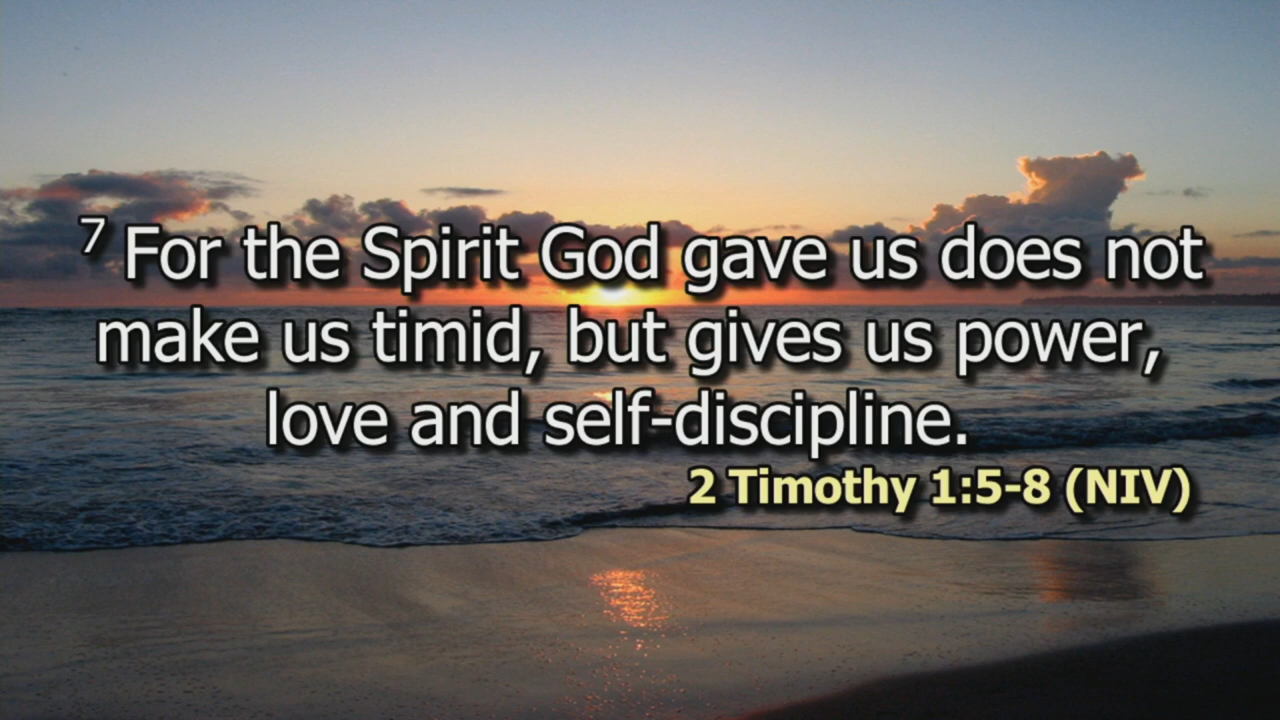 7 For the Spirit God gave us does not
make us timid, but gives us power,
love and self-discipline.
2 Timothy 1:5-8 (NIV)